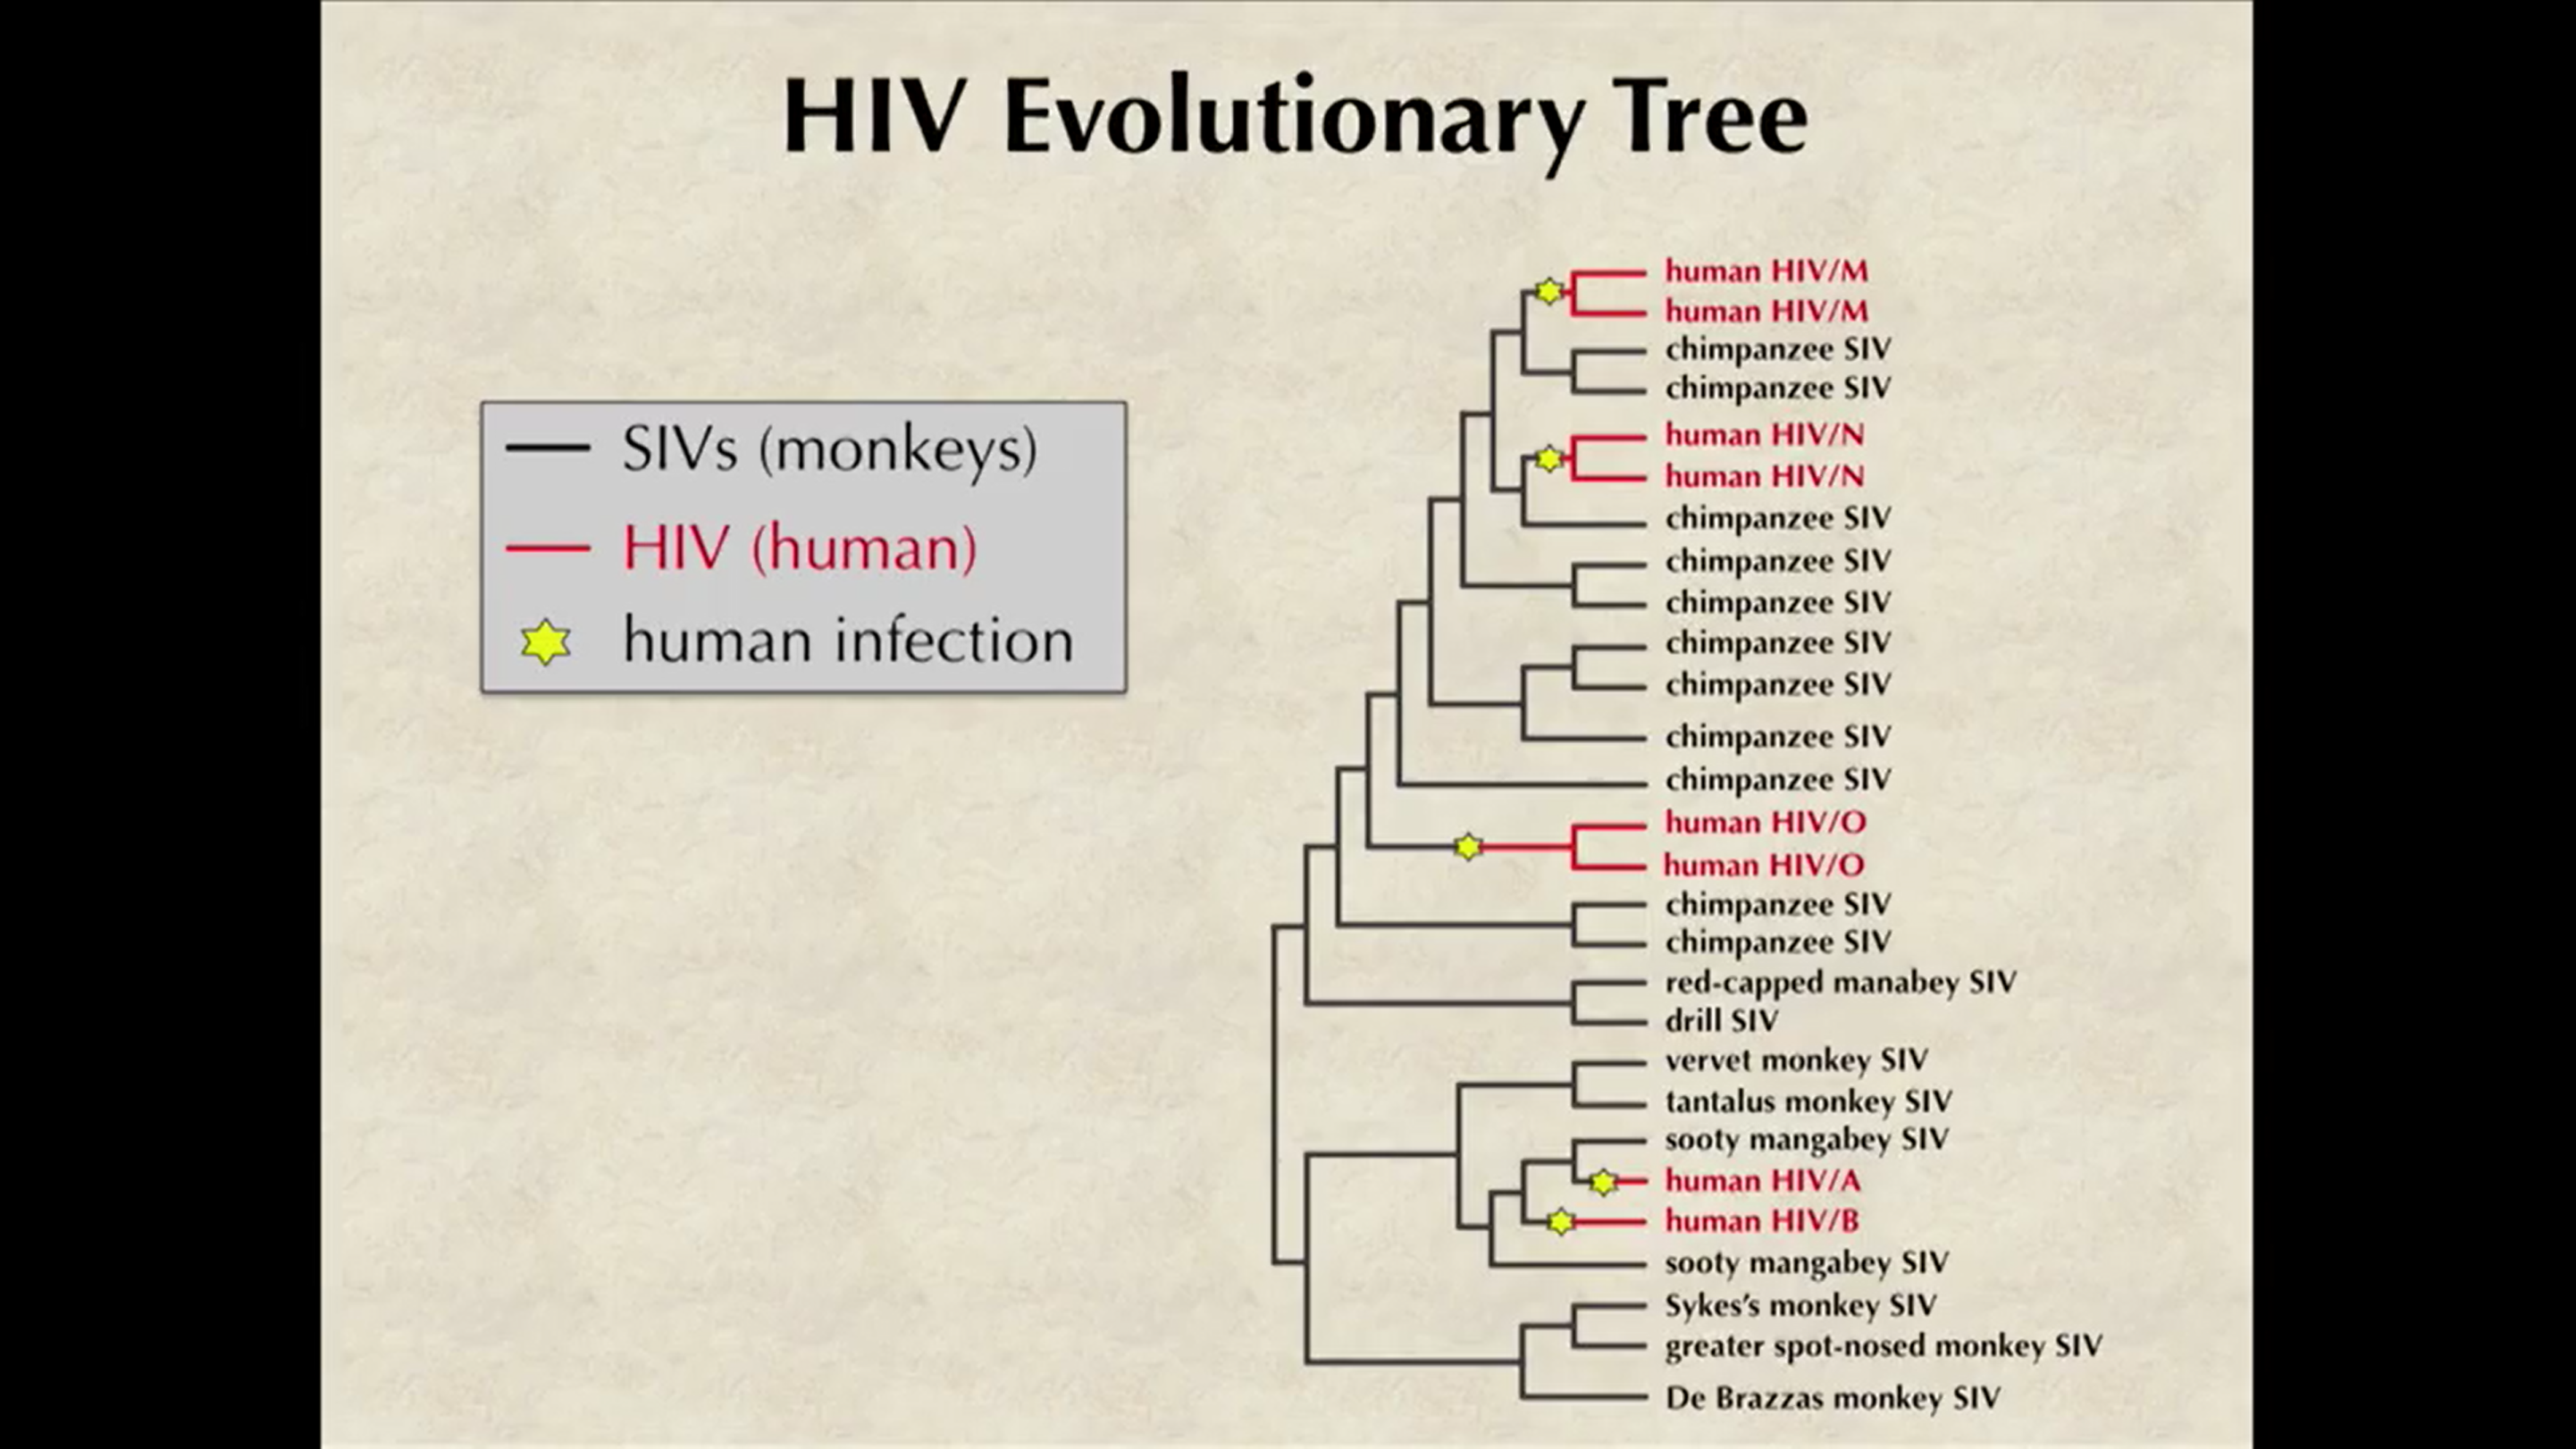 HIV Evolutionary Tree
SIVs (monkeys)
HIV (human)
human infection
human HIV/M
human HIV/M
chimpanzee SIV
chimpanzee SIV
human HIV/N
human HIV/N
chimpanzee SIV
chimpanzee SIV
chimpanzee SIV
chimpanzee SIV
chimpanzee SIV
chimpanzee SIV
chimpanzee SIV
human HIV/O
human HIV/O
chimpanzee SIV
chimpanzee SIV
red-capped manabey SIV
drill SIV
vervet monkey SIV
tantalus monkey SIV
sooty mangabey SIV
human HIV/A
human HIV/B
sooty mangabey SIV
Sykes’s monkey SIV
greater spot-nosed monkey SIV
De Brazzas monkey SIV